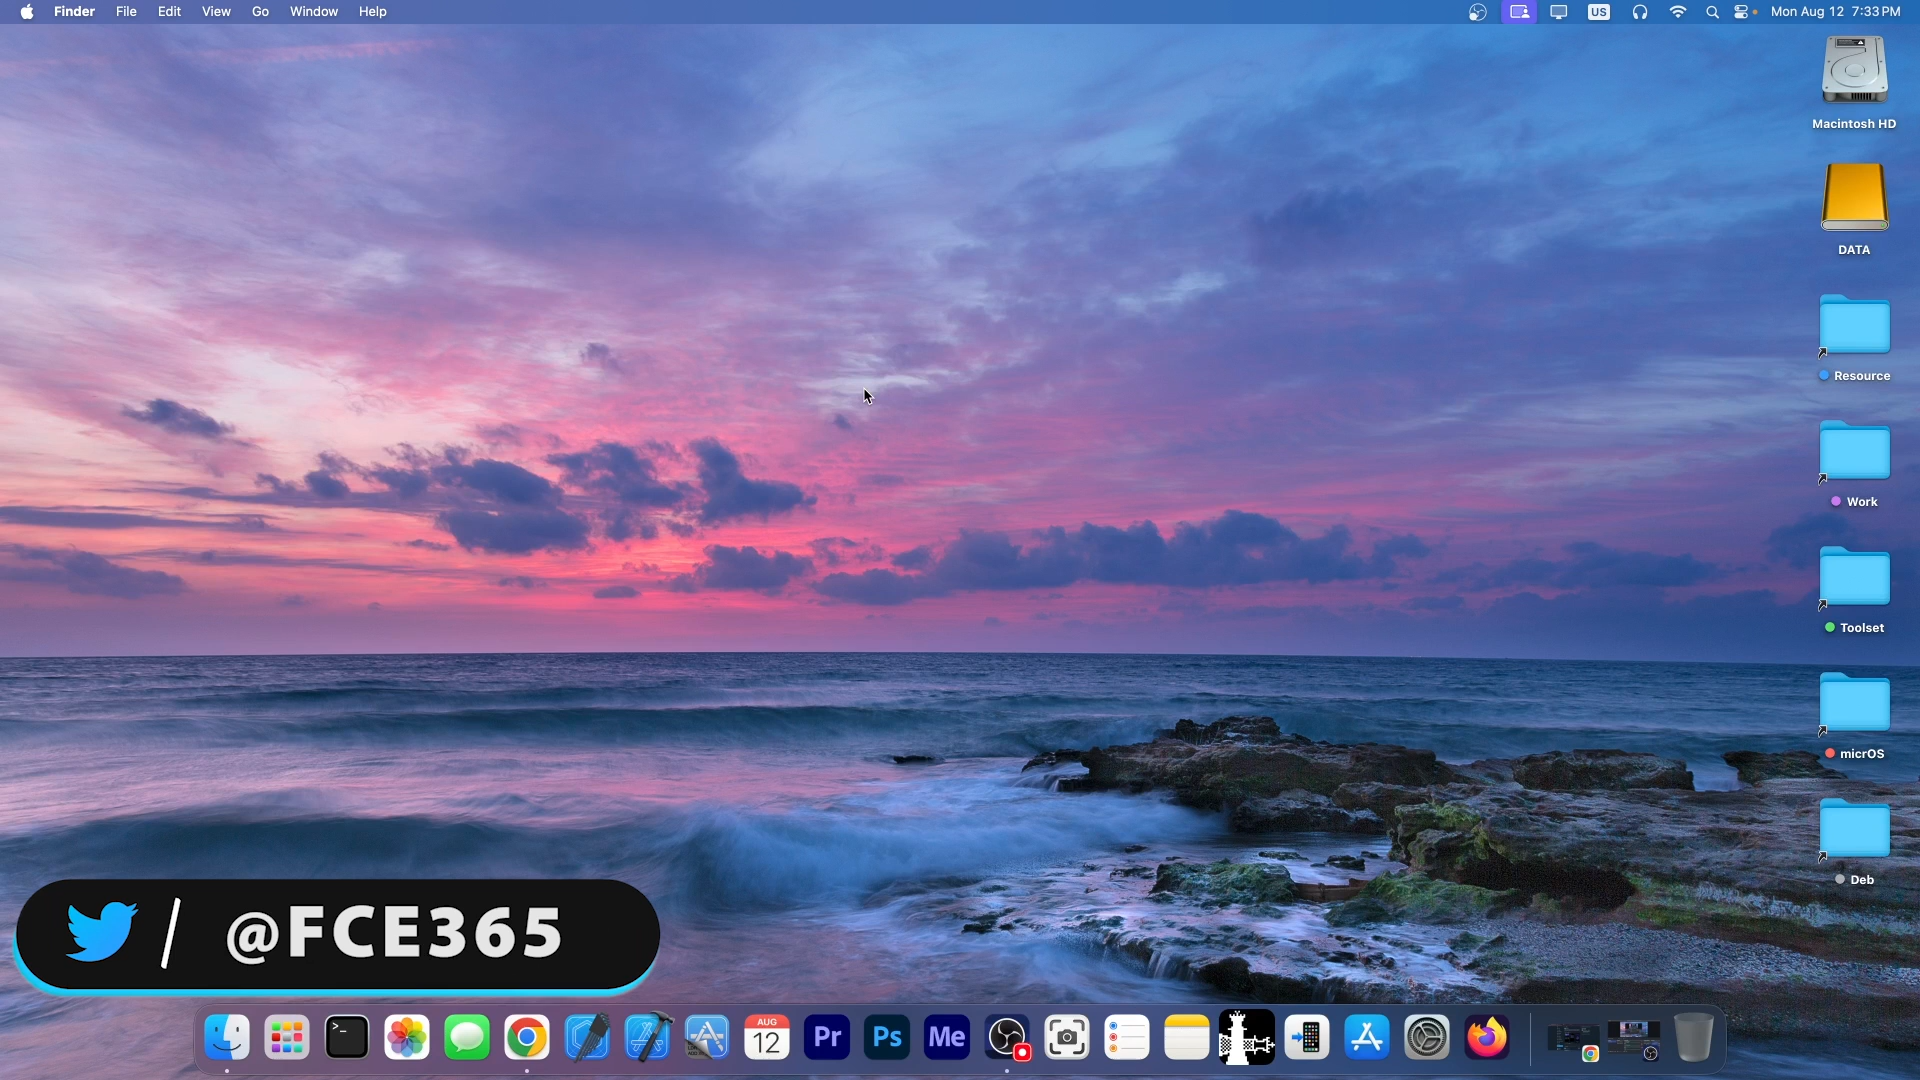 Finder File Edit View Go Window Help
US
Mon Aug 12 7:33 PM
Macintosh HD
DATA
Resource
Work
Toolset
micrOS
Deb
/ @FCE365
>_
AUG
12
Pr
Ps
Me